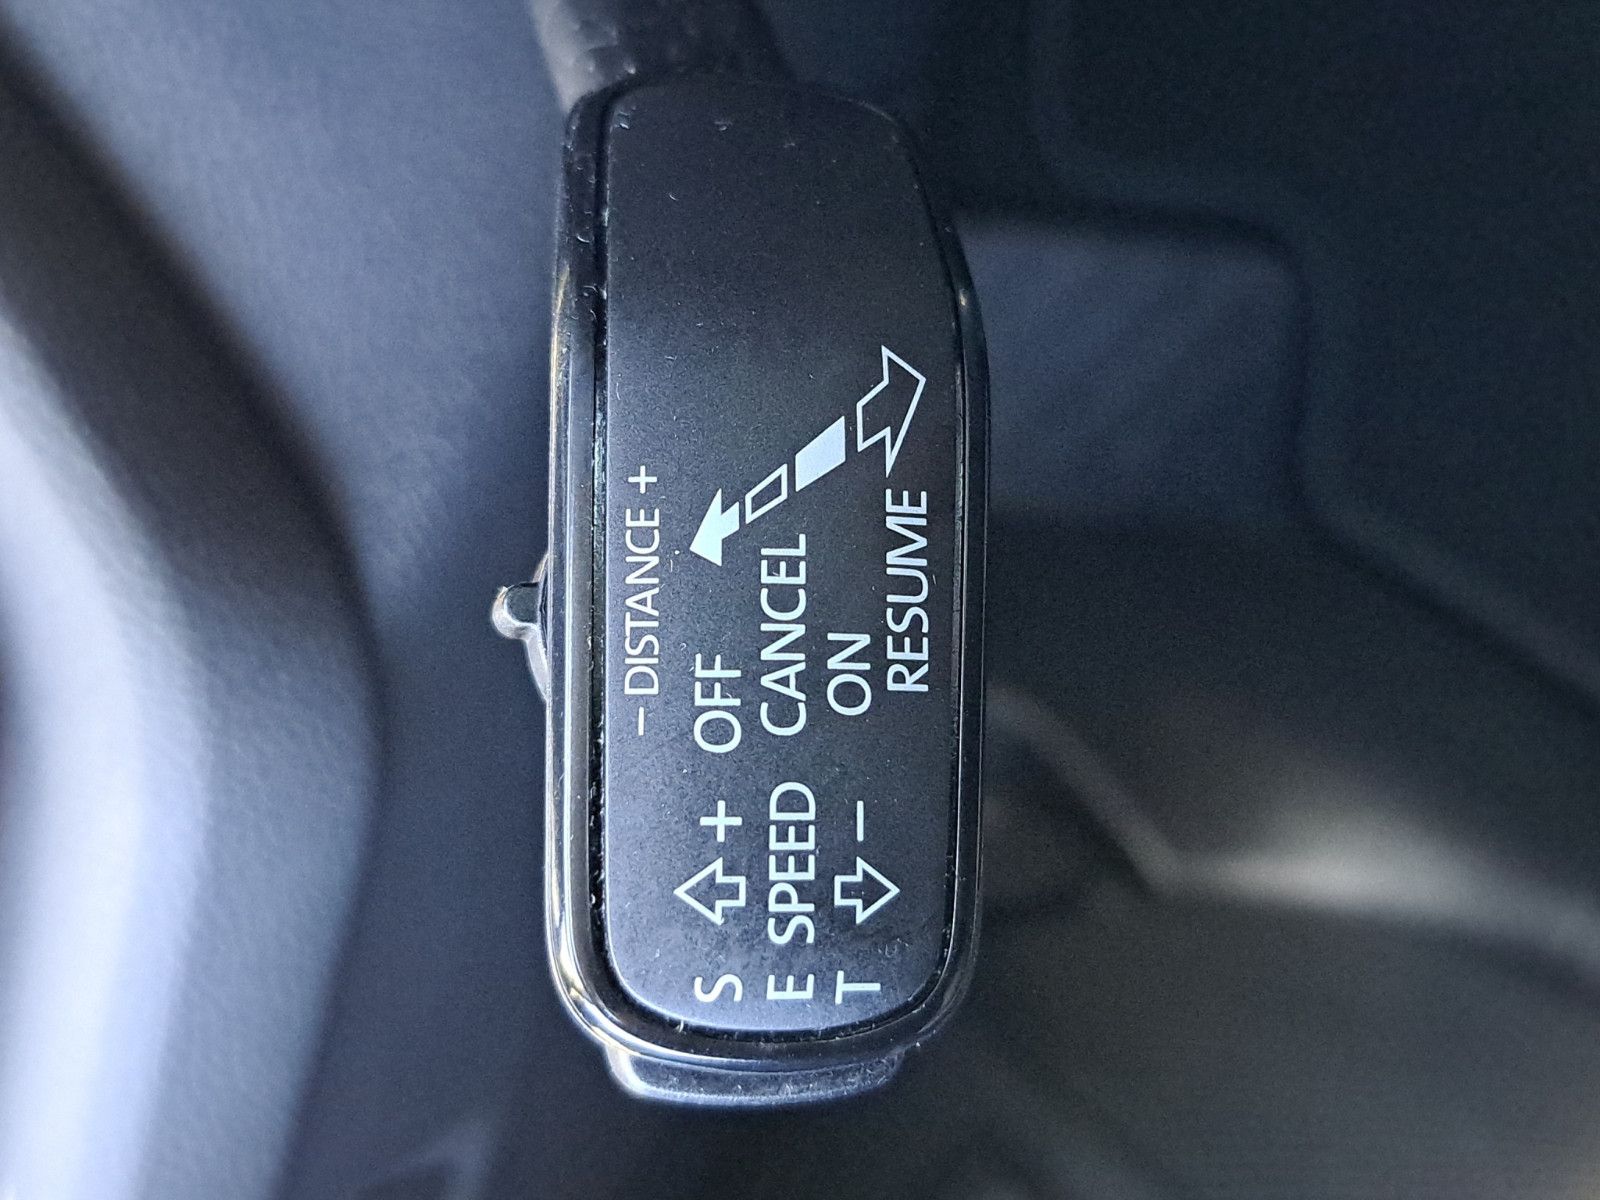 – DISTANCE +
S + OFF
E SPEED CANCEL
T – ON
RESUME